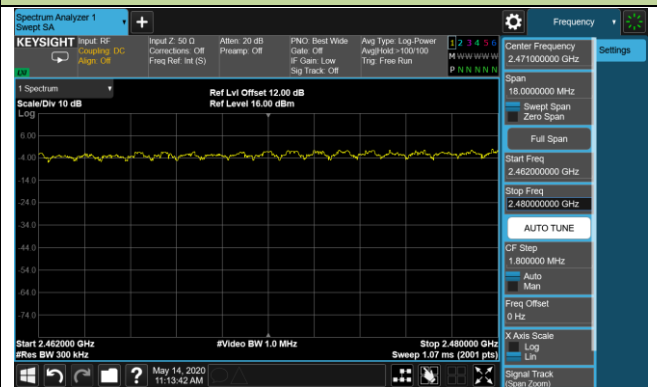 Spectrum Analyzer 1
Swept SA
Frequency
KEYSIGHT
Input: RF
Coupling: DC
Align: Off
Input Z: 50 Ω
Corrections: Off
Freq Ref: Int (S)
Atten: 20 dB
Preamp: Off
PNO: Best Wide
Gate: Off
IF Gain: Low
Sig Track: Off
Avg Type: Log-Power
Avg|Hold:>100/100
Trig: Free Run
1 2 3 4 5 6
M W W W W W
P N N N N N
1 Spectrum
Scale/Div 10 dB
Ref Lvl Offset 12.00 dB
Ref Level 16.00 dBm
Log
6.00
-4.00
-14.0
-24.0
-34.0
-44.0
-54.0
-64.0
-74.0
Start 2.462000 GHz
#Res BW 300 kHz
#Video BW 1.0 MHz
Stop 2.480000 GHz
Sweep 1.07 ms (2001 pts)
May 14, 2020
11:13:42 AM
Center Frequency
2.471000000 GHz
Settings
Span
18.0000000 MHz
Swept Span
Zero Span
Full Span
Start Freq
2.462000000 GHz
Stop Freq
2.480000000 GHz
AUTO TUNE
CF Step
1.800000 MHz
Auto
Man
Freq Offset
0 Hz
X Axis Scale
Log
Lin
Signal Track
(Span Zoom)